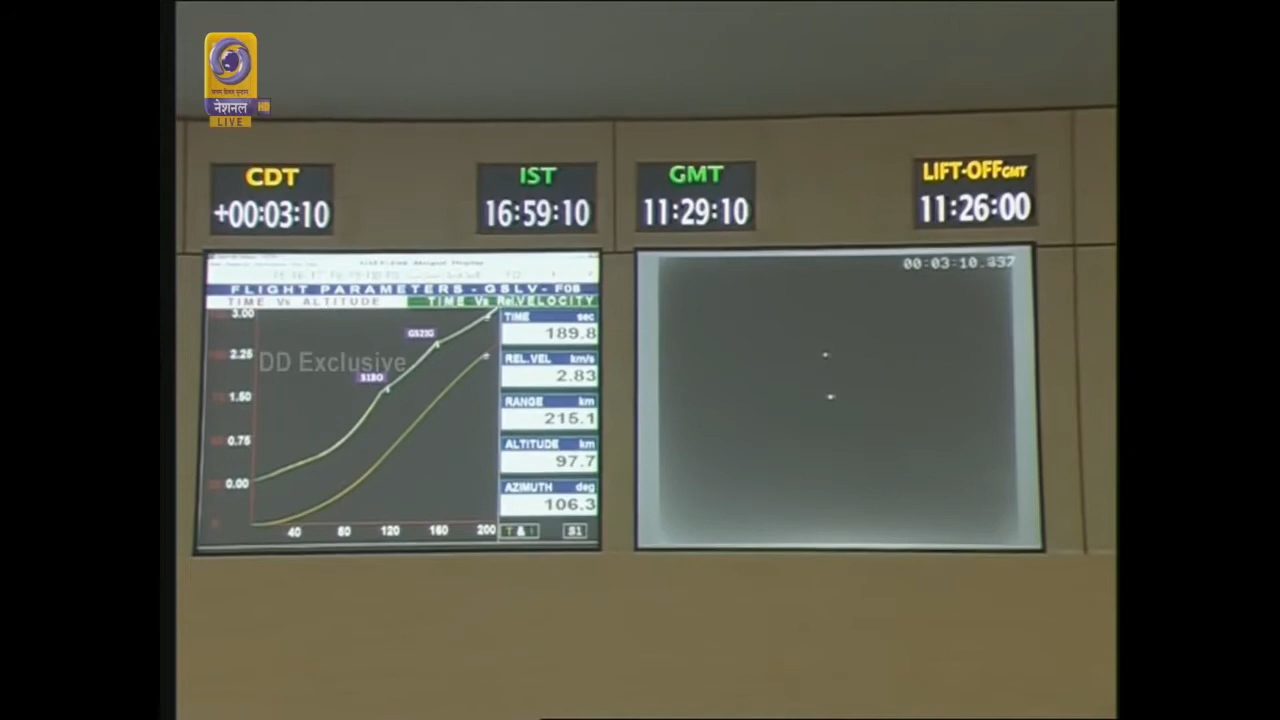 नेशनल HD
LIVE
CDT
+00:03:10
IST
16:59:10
GMT
11:29:10
LIFT-OFF GMT
11:26:00
FLIGHT PARAMETERS - GSLV - F08
TIME Vs ALTITUDE
TIME Vs Rel.VELOCITY
3.00
2.25
1.50
0.75
0.00
40 80 120 160 200
DD Exclusive
TIME sec
189.8
REL.VEL km/s
2.83
RANGE km
215.1
ALTITUDE km
97.7
AZIMUTH deg
106.3
S1
00:03:10